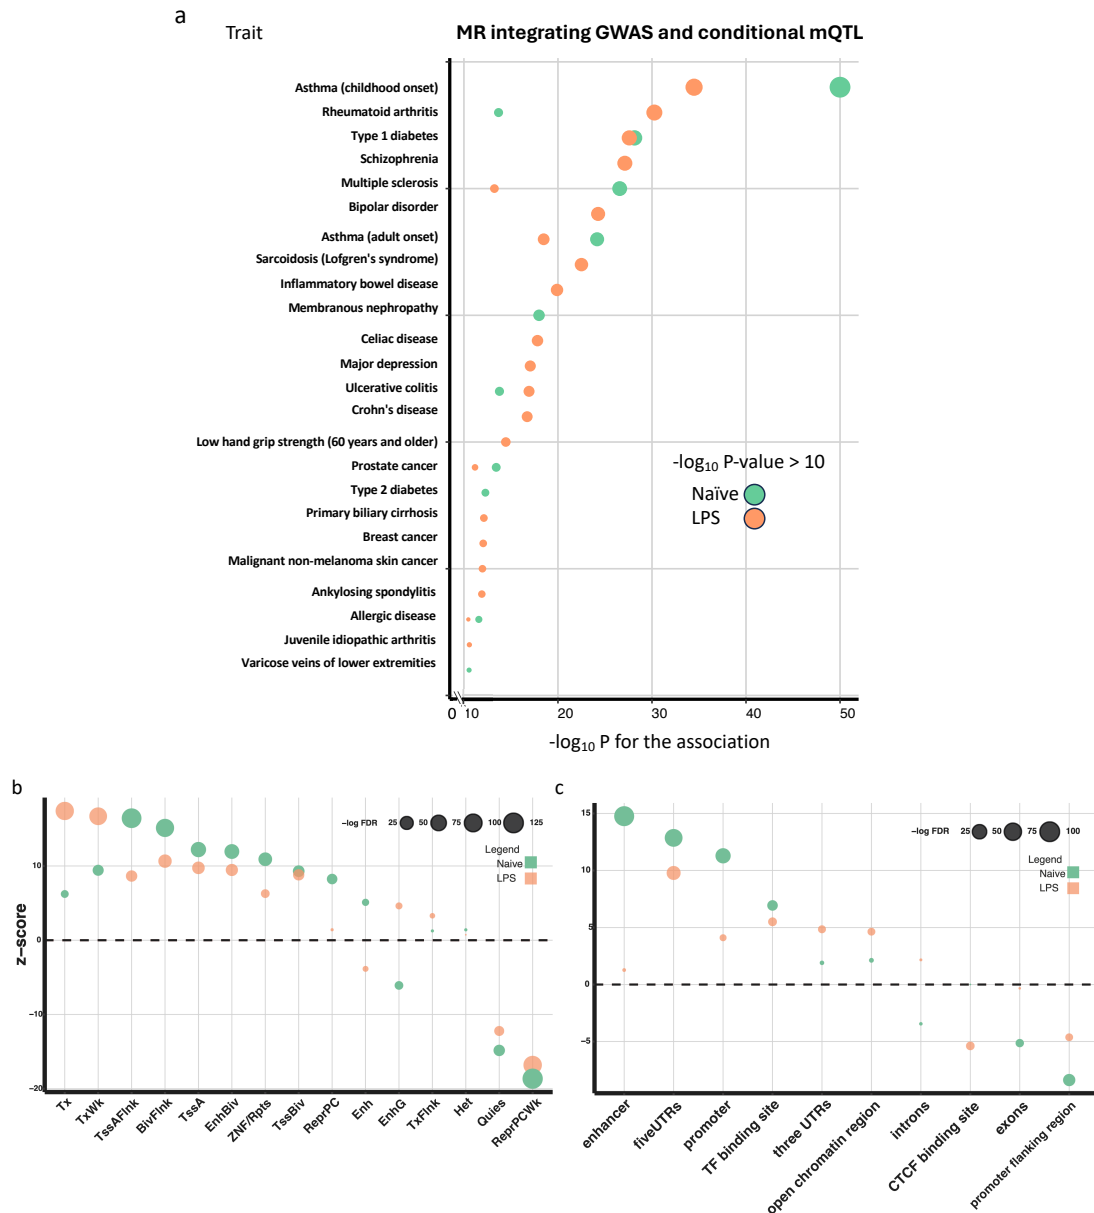 a
Trait
MR integrating GWAS and conditional mQTL
Asthma (childhood onset)
Rheumatoid arthritis
Type 1 diabetes
Schizophrenia
Multiple sclerosis
Bipolar disorder
Asthma (adult onset)
Sarcoidosis (Lofgren's syndrome)
Inflammatory bowel disease
Membranous nephropathy
Celiac disease
Major depression
Ulcerative colitis
Crohn's disease
Low hand grip strength (60 years and older)
Prostate cancer
Type 2 diabetes
Primary biliary cirrhosis
Breast cancer
Malignant non-melanoma skin cancer
Ankylosing spondylitis
Allergic disease
Juvenile idiopathic arthritis
Varicose veins of lower extremities
-log10 P-value > 10
Naïve
LPS
0 10 20 30 40 50
-log10 P for the association
b
z-score
10
0
-10
-20
-log FDR 25 50 75 100 125
Legend
Naive
LPS
Tx
TxWk
TssAFlnk
BivFlnk
TssA
EnhBiv
ZNF/Rpts
TssBiv
ReprPC
Enh
EnhG
TxFlnk
Het
Quies
ReprPCWk
c
15
10
5
0
-5
-log FDR 25 50 75 100
Legend
Naive
LPS
enhancer
fiveUTRs
promoter
TF binding site
three UTRs
open chromatin region
introns
CTCF binding site
exons
promoter flanking region